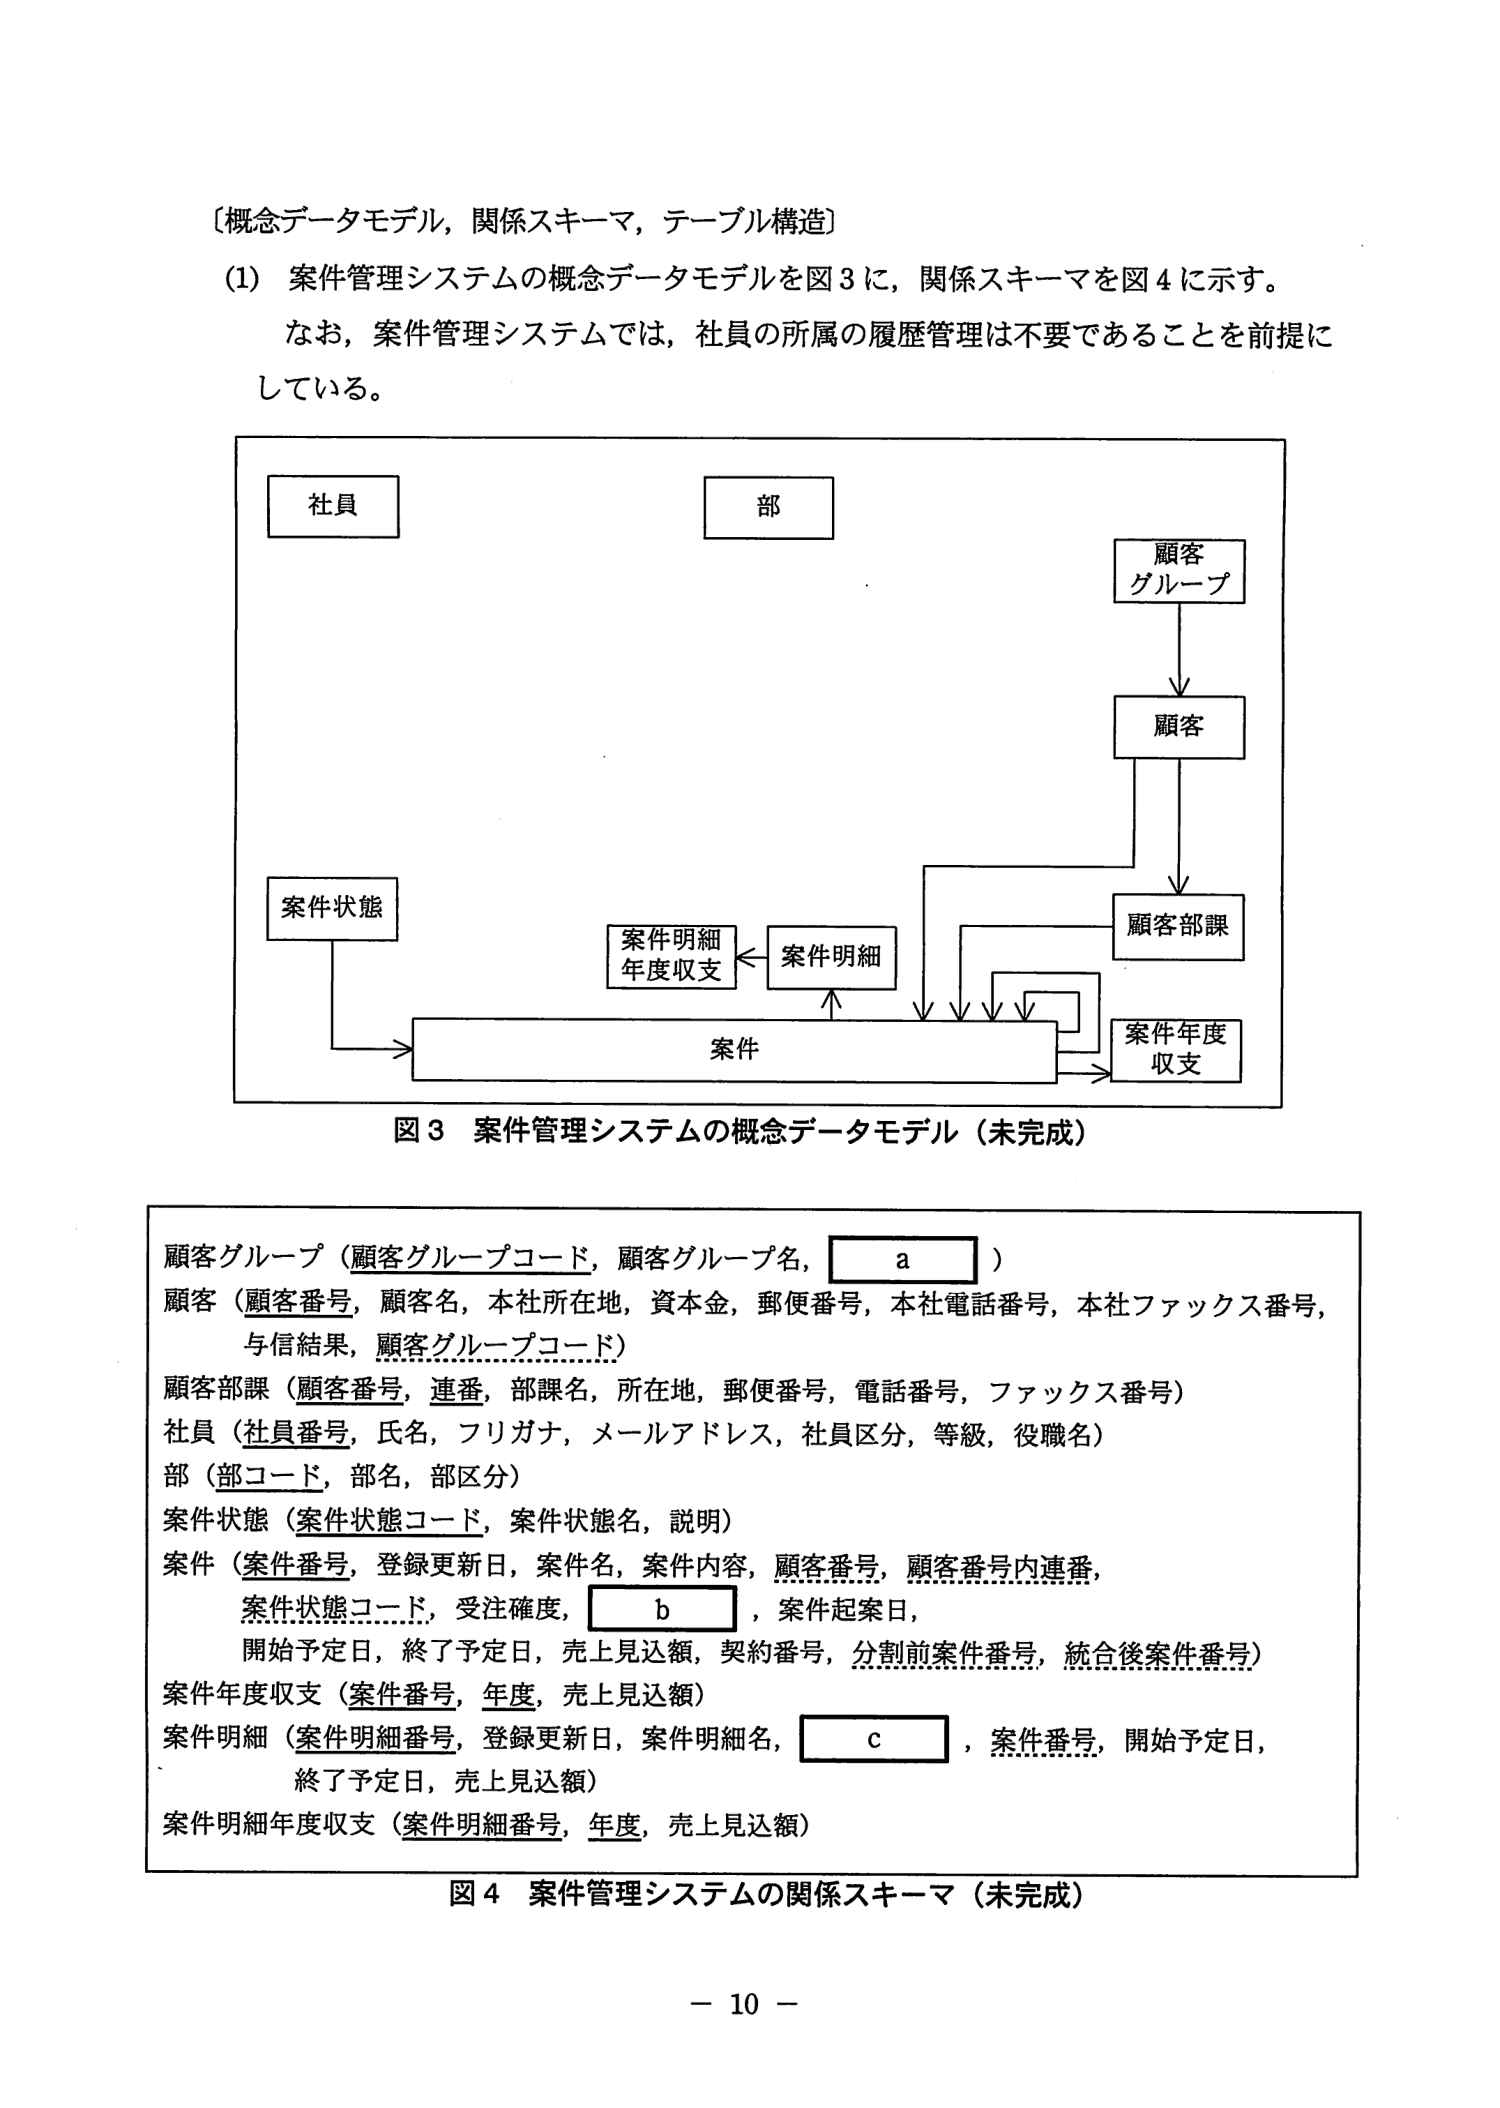 〔概念データモデル，関係スキーマ，テーブル構造〕
(1) 案件管理システムの概念データモデルを図3に，関係スキーマを図4に示す。
なお，案件管理システムでは，社員の所属の履歴管理は不要であることを前提に
している。
社員
部
顧客
グループ
顧客
案件状態
顧客部課
案件明細
年度収支
案件明細
案件
案件年度
収支
図3 案件管理システムの概念データモデル（未完成）
顧客グループ（顧客グループコード，顧客グループ名， a ）
顧客（顧客番号，顧客名，本社所在地，資本金，郵便番号，本社電話番号，本社ファックス番号，
与信結果，顧客グループコード）
顧客部課（顧客番号，連番，部課名，所在地，郵便番号，電話番号，ファックス番号）
社員（社員番号，氏名，フリガナ，メールアドレス，社員区分，等級，役職名）
部（部コード，部名，部区分）
案件状態（案件状態コード，案件状態名，説明）
案件（案件番号，登録更新日，案件名，案件内容，顧客番号，顧客番号内連番，
案件状態コード，受注確度， b ，案件起案日，
開始予定日，終了予定日，売上見込額，契約番号，分割前案件番号，統合後案件番号）
案件年度収支（案件番号，年度，売上見込額）
案件明細（案件明細番号，登録更新日，案件明細名， c ，案件番号，開始予定日，
終了予定日，売上見込額）
案件明細年度収支（案件明細番号，年度，売上見込額）
図4 案件管理システムの関係スキーマ（未完成）
－ 10 －